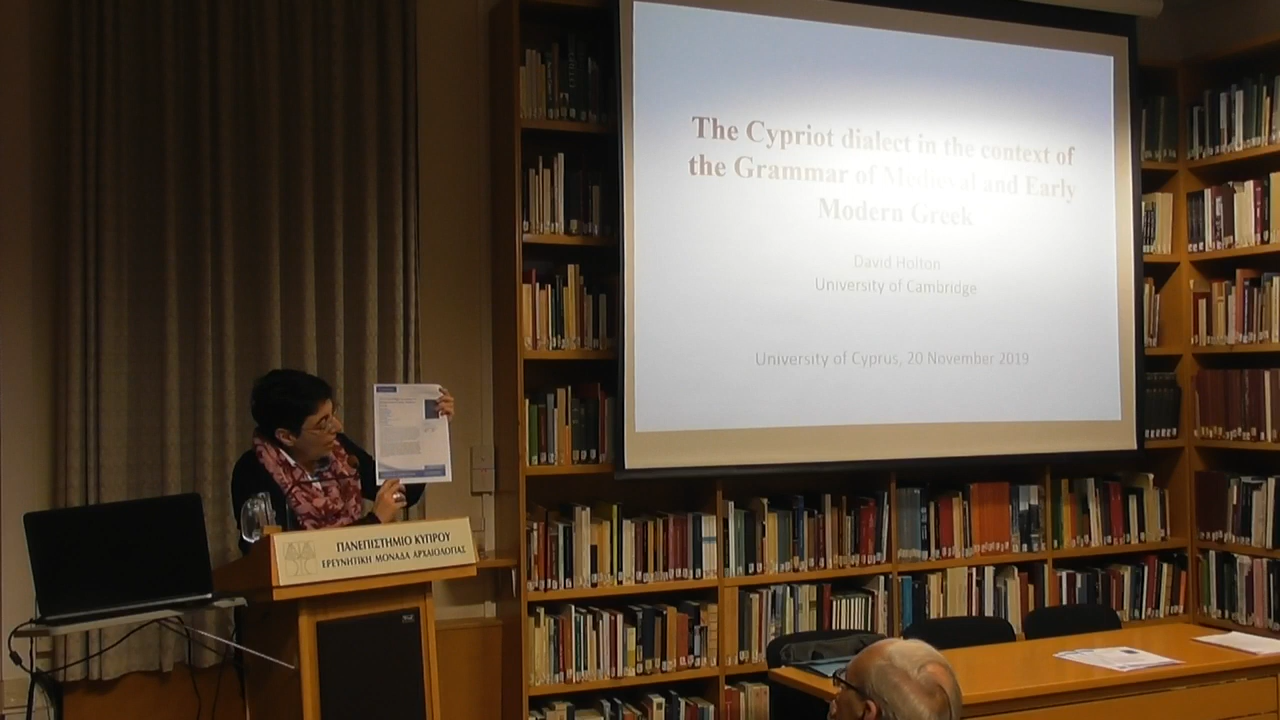 The Cypriot dialect in the context of
the Grammar of Medieval and Early
Modern Greek
David Holton
University of Cambridge
University of Cyprus, 20 November 2019
ΠΑΝΕΠΙΣΤΗΜΙΟ ΚΥΠΡΟΥ
ΕΡΕΥΝΗΤΙΚΗ ΜΟΝΑΔΑ ΑΡΧΑΙΟΛΟΓΙΑΣ